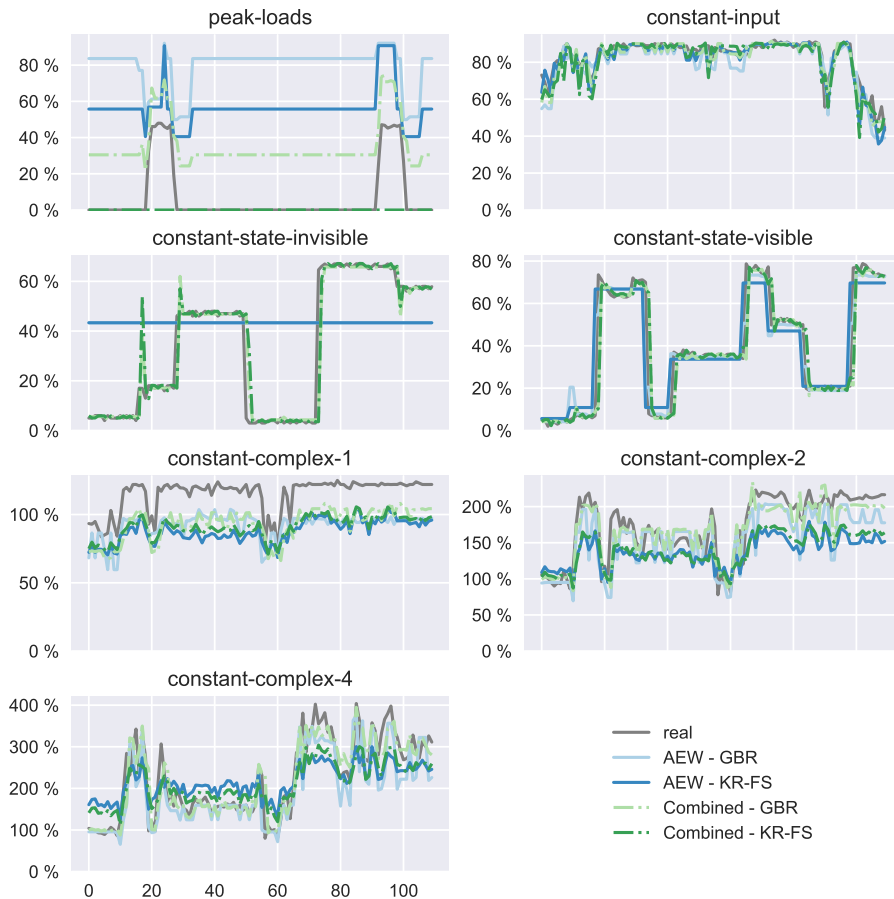 peak-loads
80 %
60 %
40 %
20 %
0 %
constant-input
80 %
60 %
40 %
20 %
0 %
constant-state-invisible
60 %
40 %
20 %
0 %
constant-state-visible
80 %
60 %
40 %
20 %
0 %
constant-complex-1
100 %
50 %
0 %
constant-complex-2
200 %
150 %
100 %
50 %
0 %
constant-complex-4
400 %
300 %
200 %
100 %
0 %
0 20 40 60 80 100
real
AEW - GBR
AEW - KR-FS
Combined - GBR
Combined - KR-FS